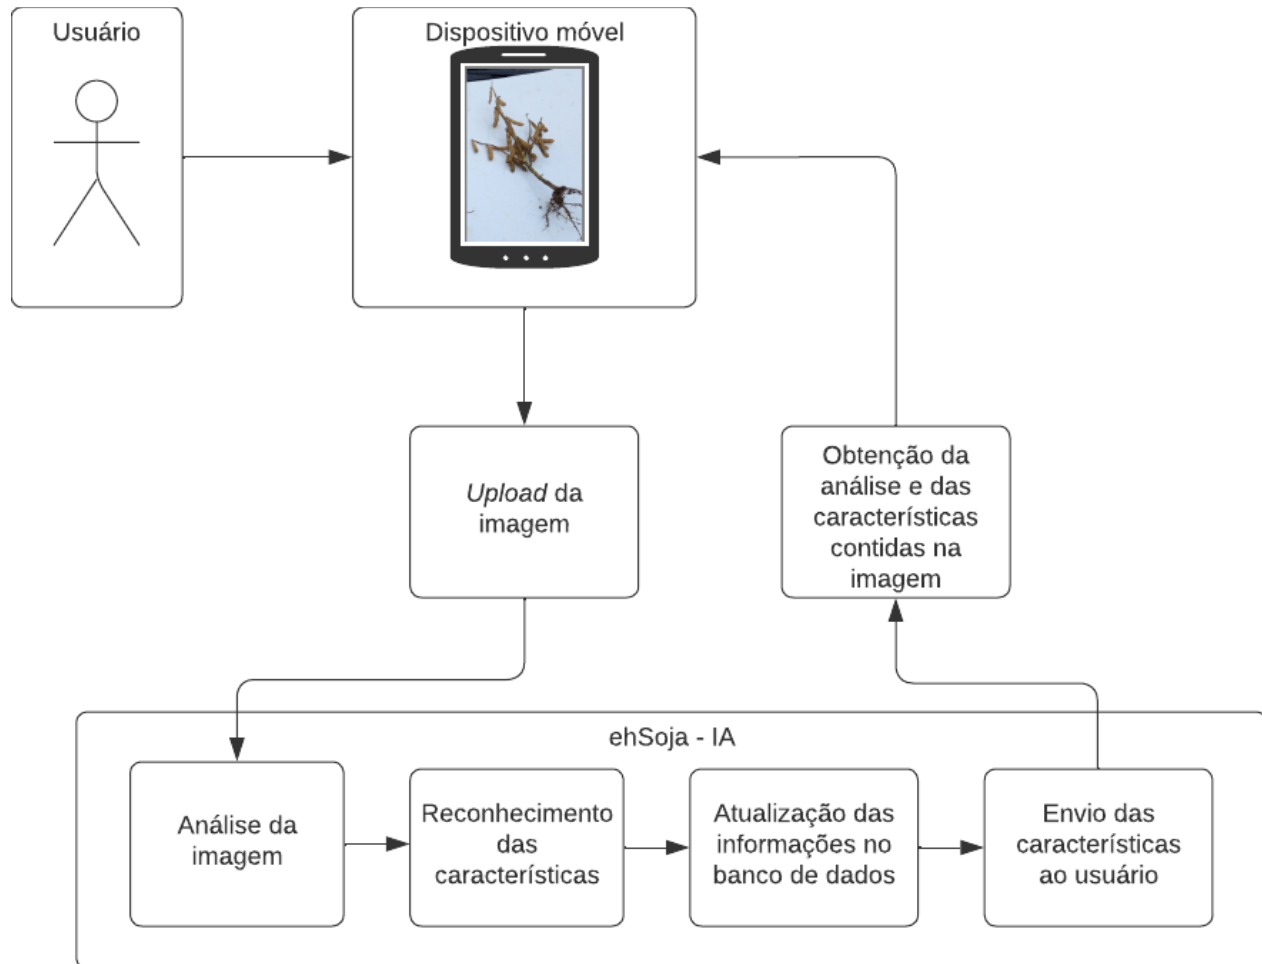 Usuário
Dispositivo móvel
Upload da
imagem
Obtenção da
análise e das
características
contidas na
imagem
ehSoja - IA
Análise da
imagem
Reconhecimento
das
características
Atualização das
informações no
banco de dados
Envio das
características
ao usuário